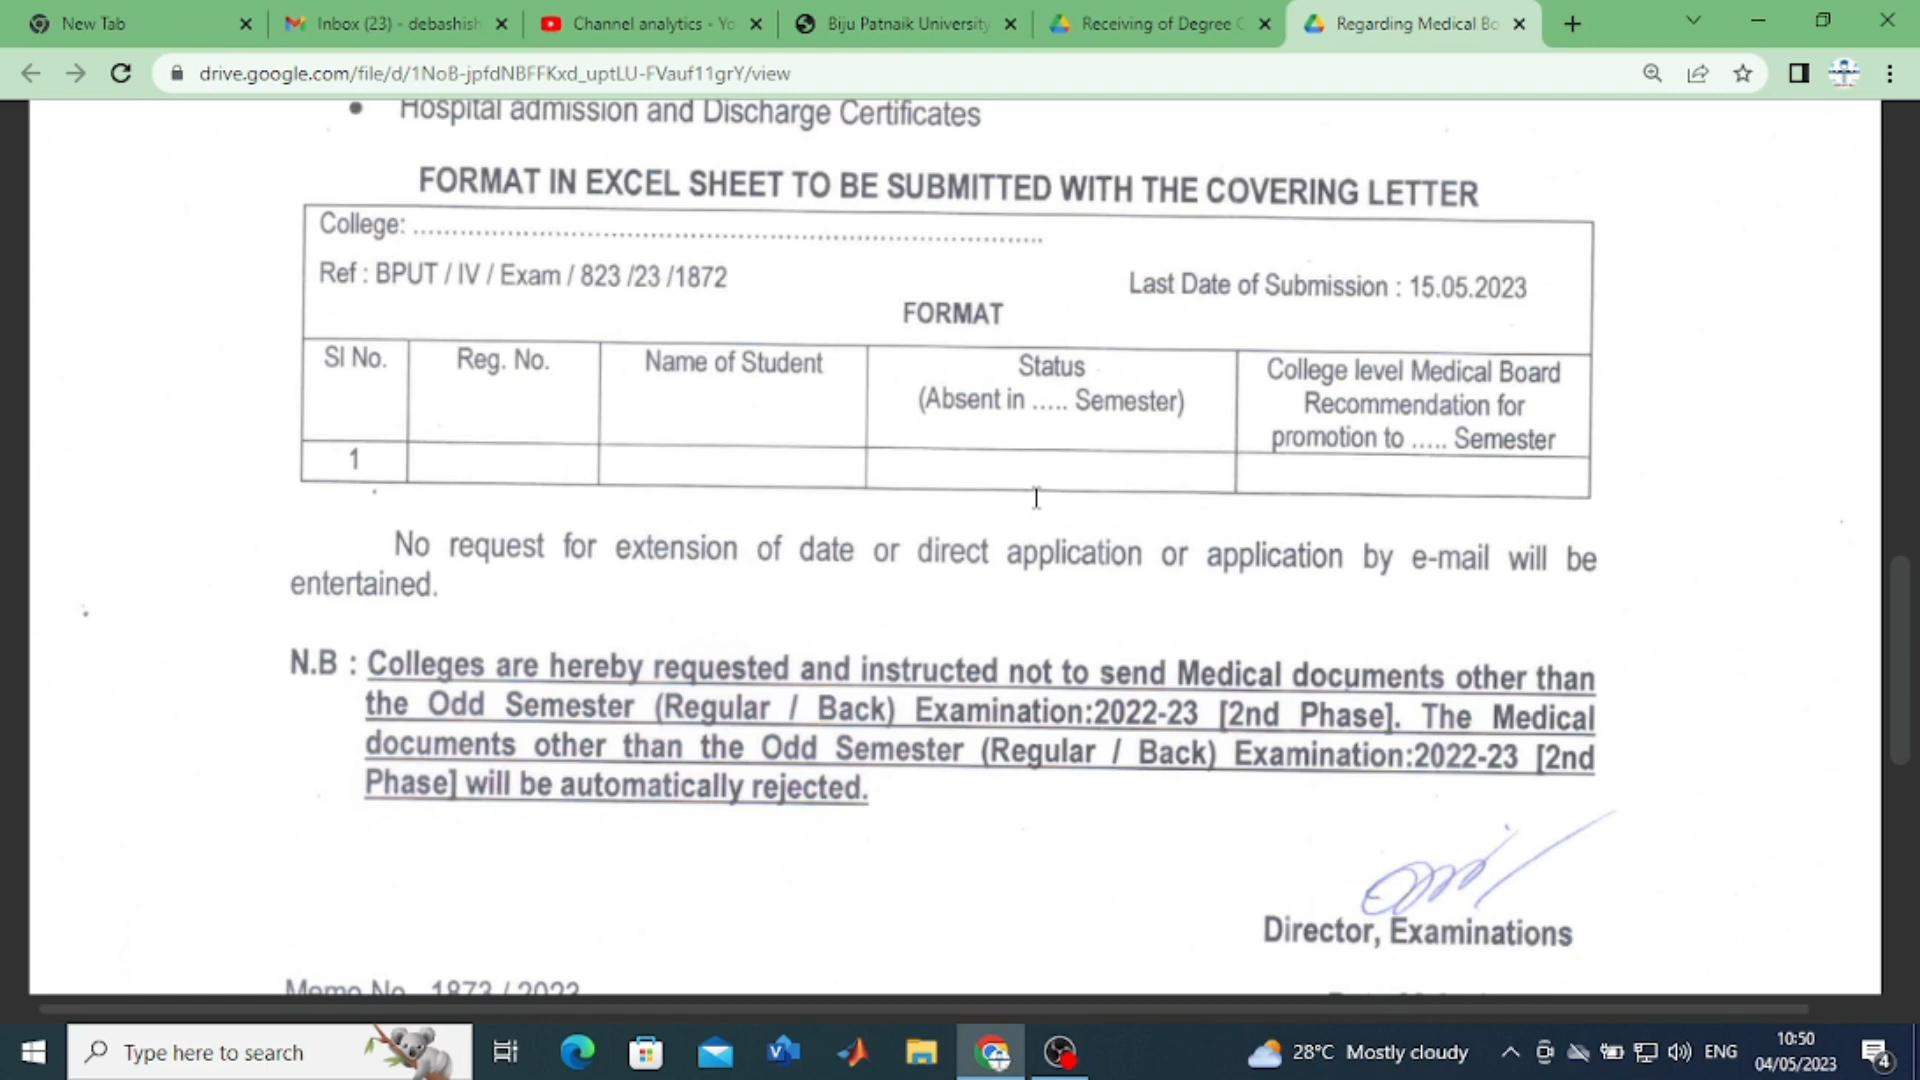 New Tab
Inbox (23) - debashish
Channel analytics - Yo
Biju Patnaik University
Receiving of Degree C
Regarding Medical Bo
drive.google.com/file/d/1NoB-jpfdNBFFKxd_uptLU-FVauf11grY/view
• Hospital admission and Discharge Certificates
FORMAT IN EXCEL SHEET TO BE SUBMITTED WITH THE COVERING LETTER
College: ........................................................................................
Ref : BPUT / IV / Exam / 823 /23 /1872
Last Date of Submission : 15.05.2023
FORMAT
Sl No.
Reg. No.
Name of Student
Status
(Absent in ..... Semester)
College level Medical Board
Recommendation for
promotion to ..... Semester
1
No request for extension of date or direct application or application by e-mail will be
entertained.
N.B : Colleges are hereby requested and instructed not to send Medical documents other than
the Odd Semester (Regular / Back) Examination:2022-23 [2nd Phase]. The Medical
documents other than the Odd Semester (Regular / Back) Examination:2022-23 [2nd
Phase] will be automatically rejected.
Director, Examinations
Memo No. 1873 / 2023
Type here to search
28°C Mostly cloudy
ENG
10:50
04/05/2023
4